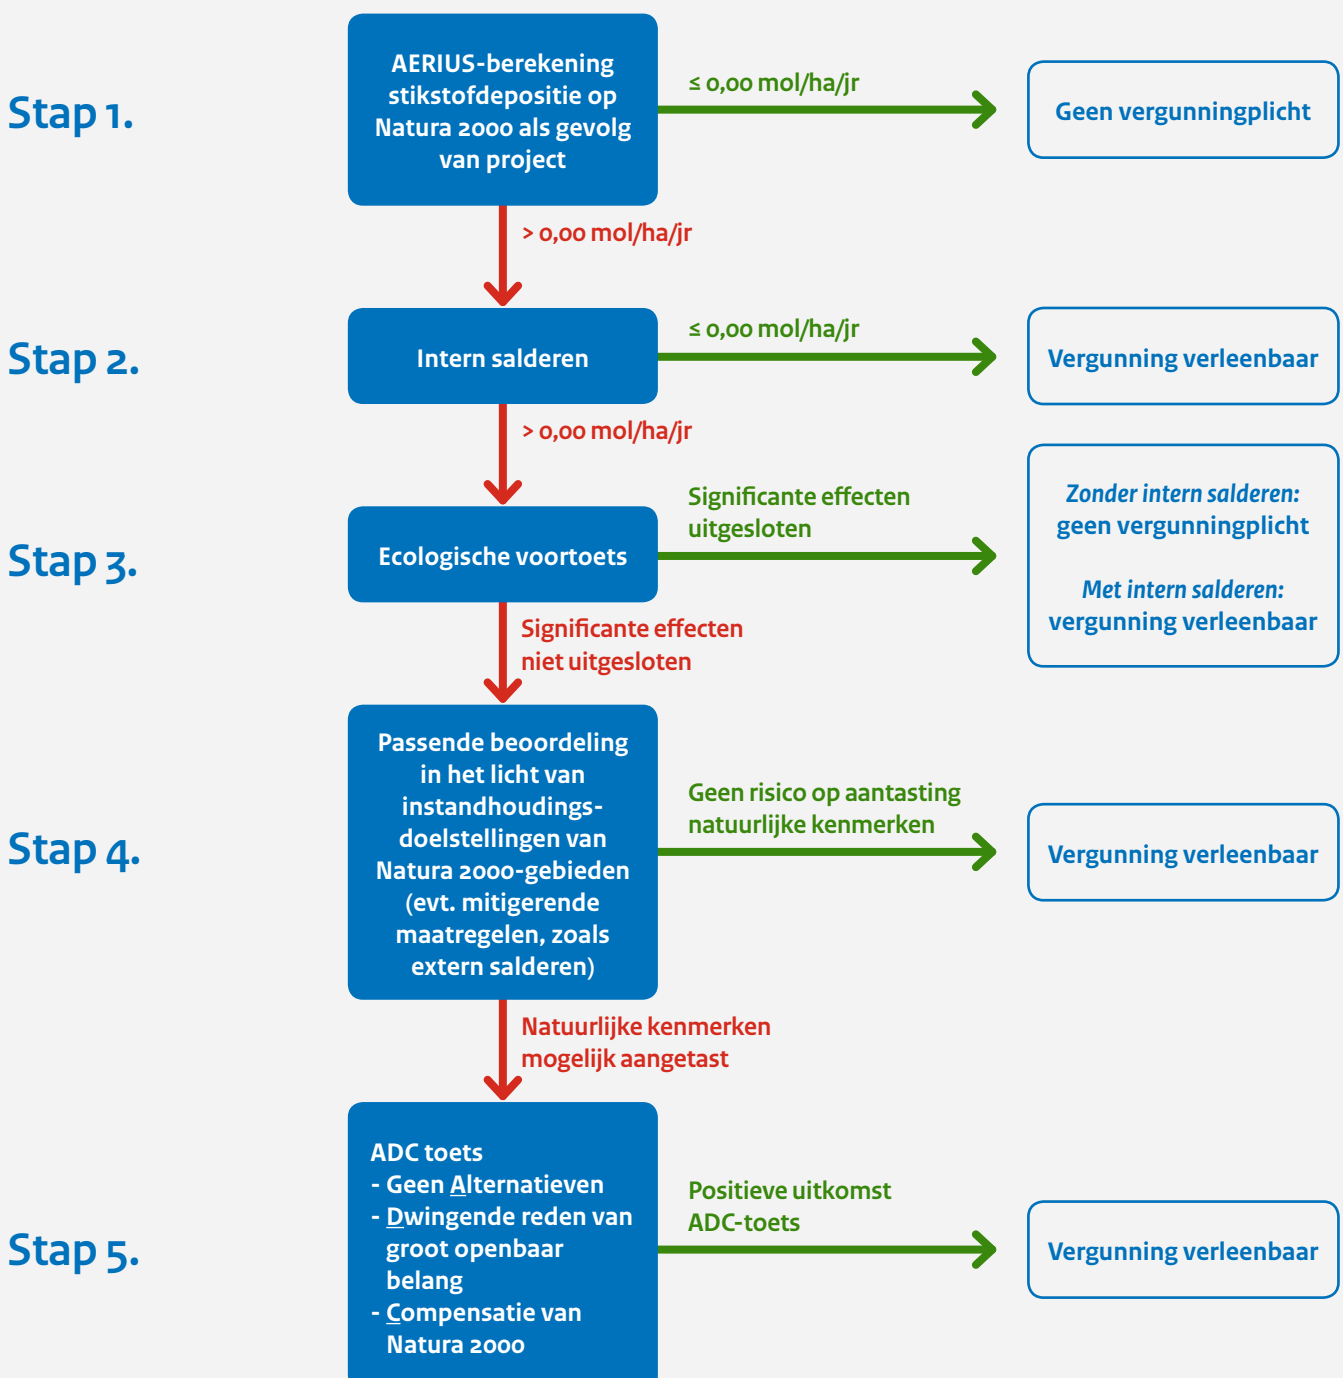 Stap 1.
AERIUS-berekening
stikstofdepositie op
Natura 2000 als gevolg
van project
≤ 0,00 mol/ha/jr
Geen vergunningplicht
> 0,00 mol/ha/jr
Stap 2.
Intern salderen
≤ 0,00 mol/ha/jr
Vergunning verleenbaar
> 0,00 mol/ha/jr
Stap 3.
Ecologische voortoets
Significante effecten
uitgesloten
Zonder intern salderen:
geen vergunningplicht
Met intern salderen:
vergunning verleenbaar
Significante effecten
niet uitgesloten
Stap 4.
Passende beoordeling
in het licht van
instandhoudings-
doelstellingen van
Natura 2000-gebieden
(evt. mitigerende
maatregelen, zoals
extern salderen)
Geen risico op aantasting
natuurlijke kenmerken
Vergunning verleenbaar
Natuurlijke kenmerken
mogelijk aangetast
Stap 5.
ADC toets
- Geen Alternatieven
- Dwingende reden van
groot openbaar
belang
- Compensatie van
Natura 2000
Positieve uitkomst
ADC-toets
Vergunning verleenbaar